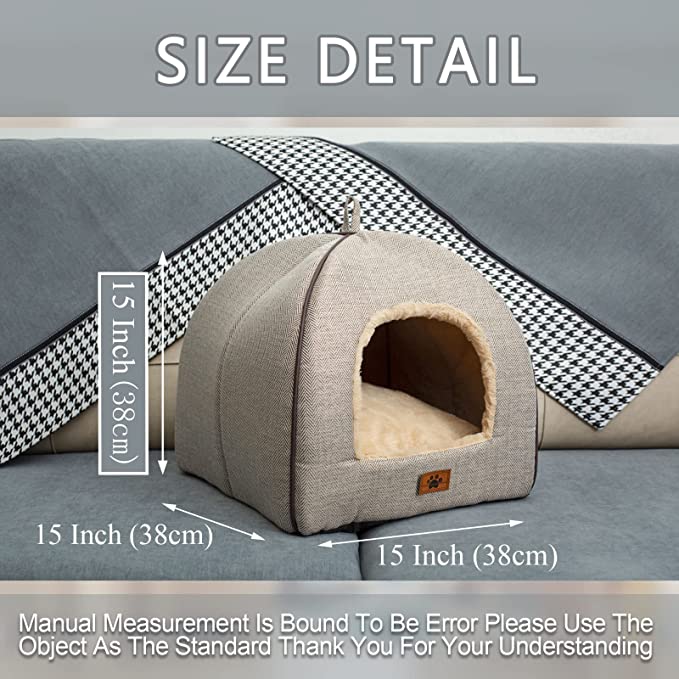 SIZE DETAIL
15 Inch (38cm)
15 Inch (38cm)
15 Inch (38cm)
Manual Measurement Is Bound To Be Error Please Use The
Object As The Standard Thank You For Your Understanding